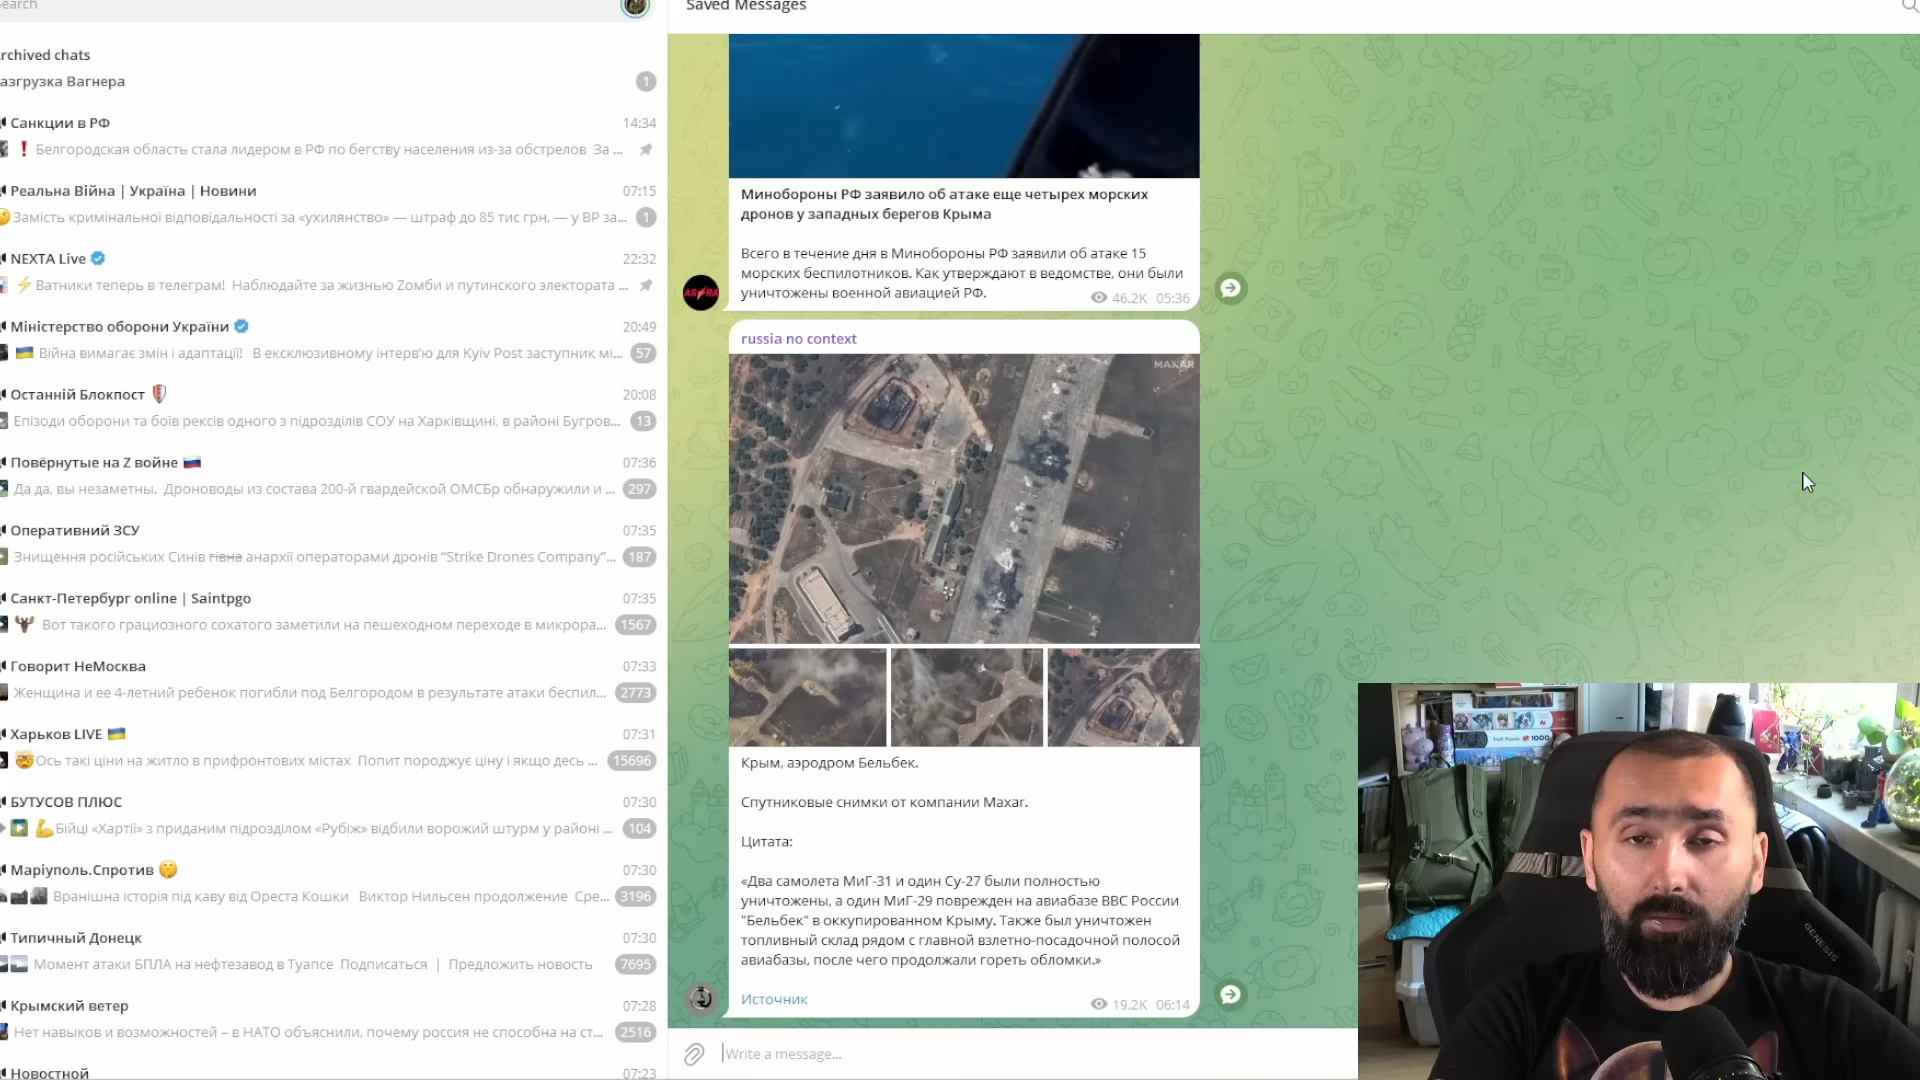 Search
Archived chats
азгрузка Вагнера
1
Санкции в РФ
14:34
❗ Белгородская область стала лидером в РФ по бегству населения из-за обстрелов За ...
Реальна Війна | Україна | Новини
07:15
🤔Замість кримінальної відповідальності за «ухилянство» — штраф до 85 тис грн, — у ВР за...
1
NEXTA Live
22:32
⚡Ватники теперь в телеграм! Наблюдайте за жизнью Zомби и путинского электората ...
Міністерство оборони України
20:49
🇺🇦 Війна вимагає змін і адаптації! В ексклюзивному інтерв'ю для Kyiv Post заступник мі...
57
Останній Блокпост
20:08
Епізоди оборони та боїв рексів одного з підрозділів СОУ на Харківщині, в районі Бугров...
13
Повёрнутые на Z войне 🇷🇺
07:36
Да да, вы незаметны. Дроноводы из состава 200-й гвардейской ОМСБр обнаружили и ...
297
Оперативний ЗСУ
07:35
Знищення російських Синів гівна анархії операторами дронів “Strike Drones Company”...
187
Санкт-Петербург online | Saintpgo
07:35
Вот такого грациозного сохатого заметили на пешеходном переходе в микрора...
1567
Говорит НеМосква
07:33
Женщина и ее 4-летний ребенок погибли под Белгородом в результате атаки беспил...
2773
Харьков LIVE 🇺🇦
07:31
🤯Ось такі ціни на житло в прифронтових містах Попит породжує ціну і якщо десь ...
15696
БУТУСОВ ПЛЮС
07:30
💪Бійці «Хартії» з приданим підрозділом «Рубіж» відбили ворожий штурм у районі ...
104
Маріуполь.Спротив 🤫
07:30
Вранішна історія під каву від Ореста Кошки Виктор Нильсен продолжение Сре...
3196
Типичный Донецк
07:30
Момент атаки БПЛА на нефтезавод в Туапсе Подписаться | Предложить новость
7695
Крымский ветер
07:28
Нет навыков и возможностей – в НАТО объяснили, почему россия не способна на ст...
2516
Новостной
07:23
Saved Messages
Минобороны РФ заявило об атаке еще четырех морских
дронов у западных берегов Крыма
Всего в течение дня в Минобороны РФ заявили об атаке 15
морских беспилотников. Как утверждают в ведомстве, они были
уничтожены военной авиацией РФ.
46.2K 05:36
ASTRA
russia no context
MAXAR
Крым, аэродром Бельбек.
Спутниковые снимки от компании Maxar.
Цитата:
«Два самолета МиГ-31 и один Су-27 были полностью
уничтожены, а один МиГ-29 поврежден на авиабазе ВВС России
"Бельбек" в оккупированном Крыму. Также был уничтожен
топливный склад рядом с главной взлетно-посадочной полосой
авиабазы, после чего продолжали гореть обломки.»
Источник
19.2K 06:14
Write a message...
Trefl Puzzle 1000
GENESIS